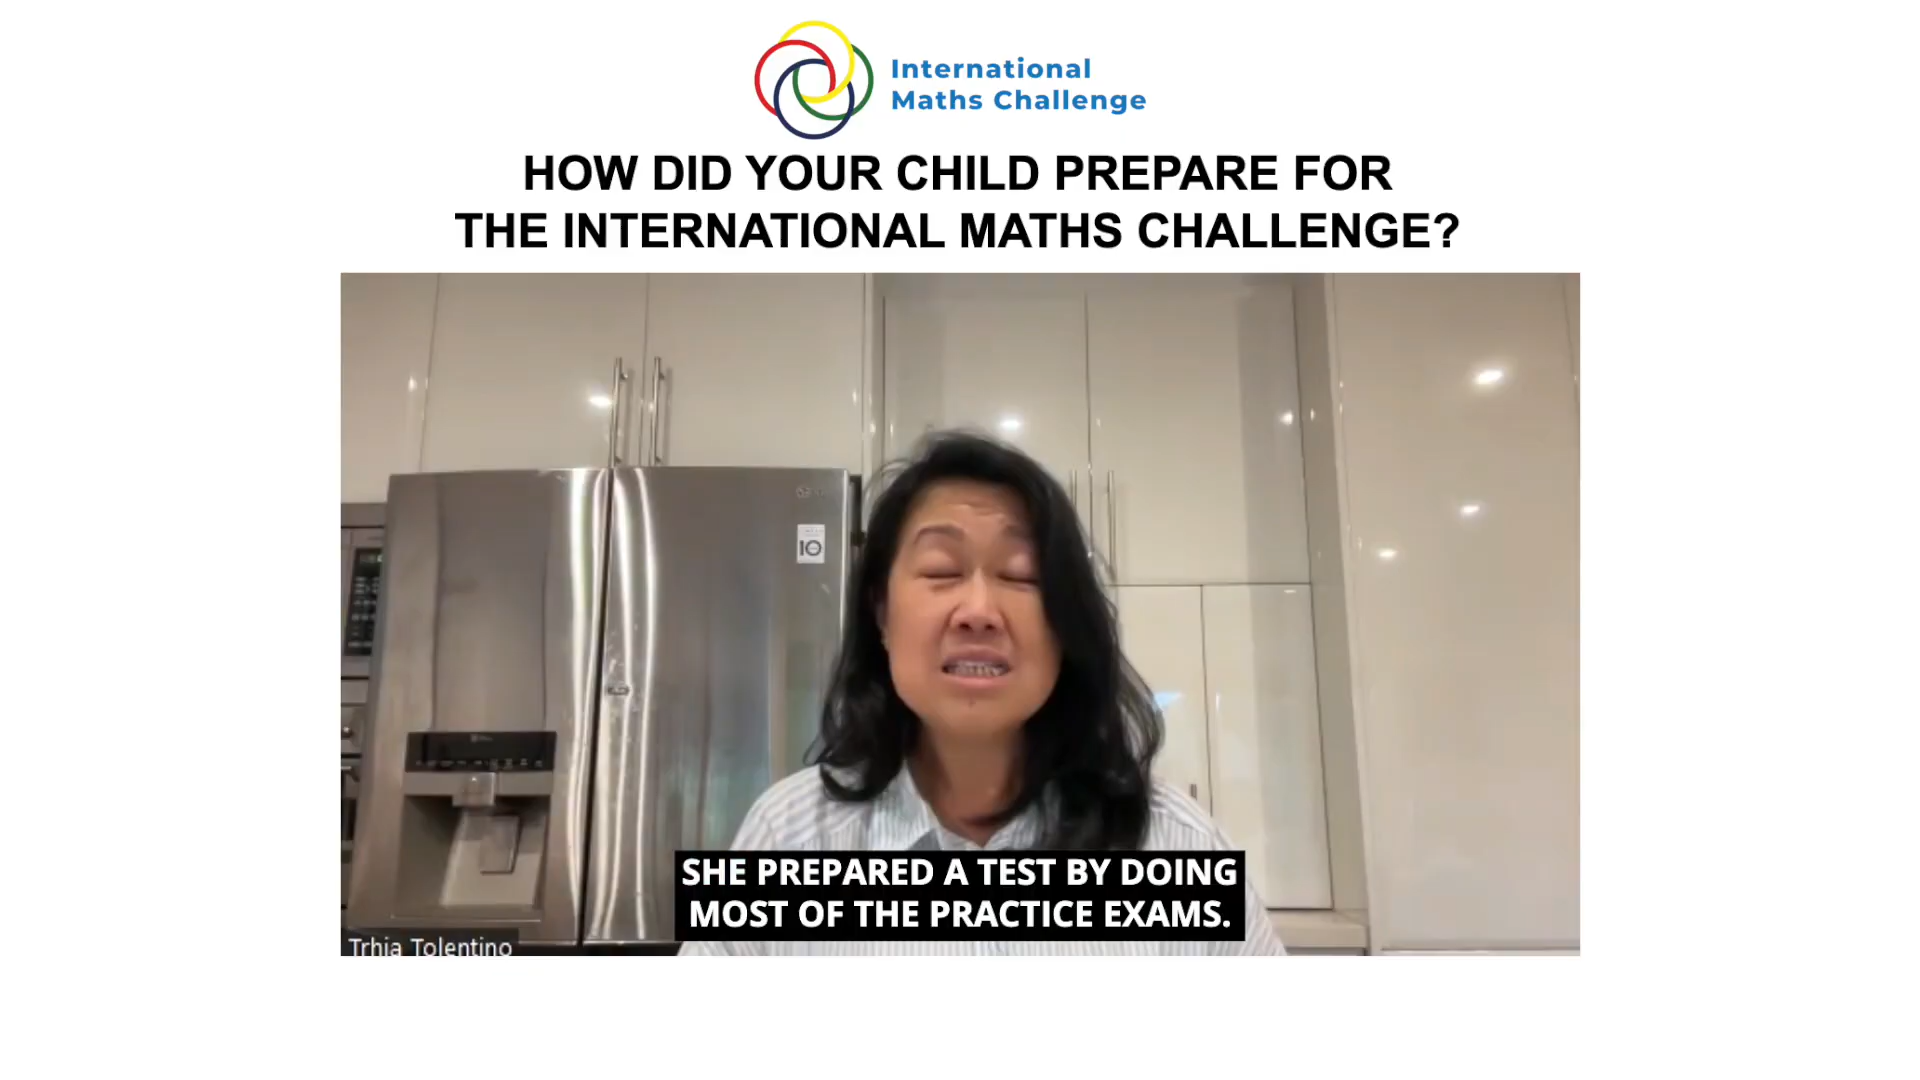 International
Maths Challenge
HOW DID YOUR CHILD PREPARE FOR
THE INTERNATIONAL MATHS CHALLENGE?
10
SHE PREPARED A TEST BY DOING
MOST OF THE PRACTICE EXAMS.
Trhia Tolentino